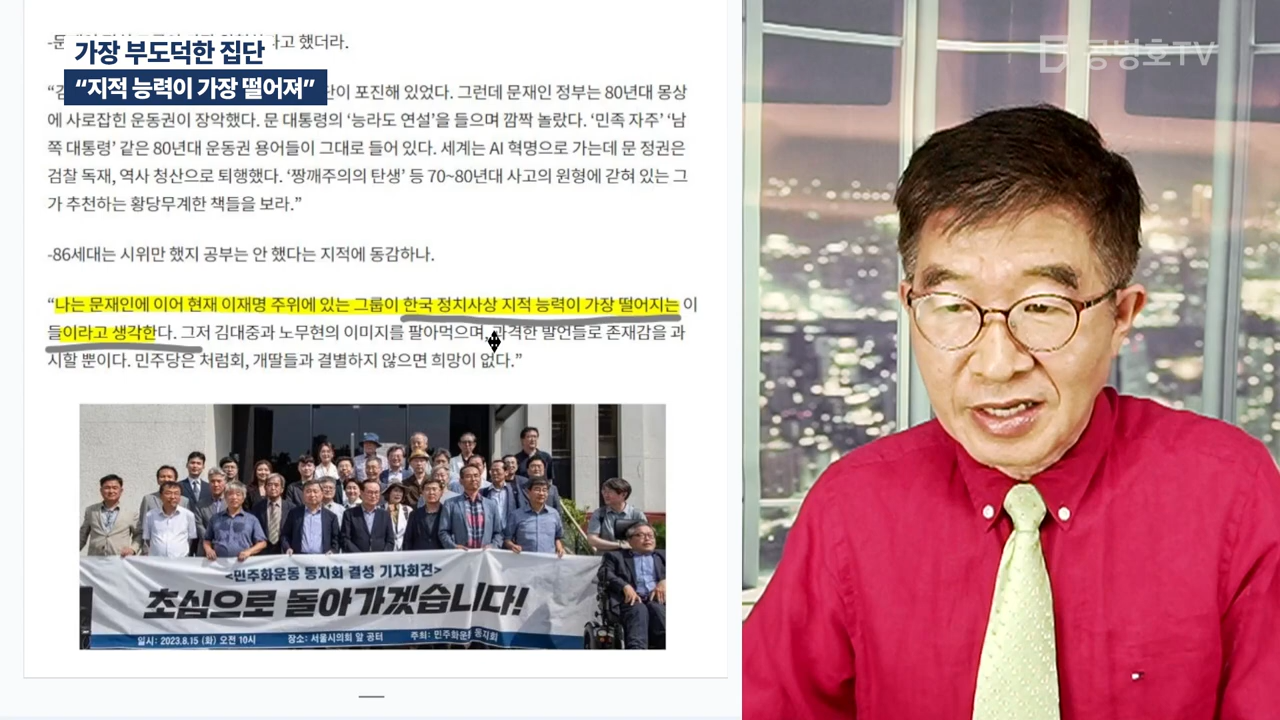 가장 부도덕한 집단
“지적 능력이 가장 떨어져”
공병호TV
고 했더라.
단이 포진해 있었다. 그런데 문재인 정부는 80년대 몽상
에 사로잡힌 운동권이 장악했다. 문 대통령의 ‘능라도 연설’을 들으며 깜짝 놀랐다. ‘민족 자주’ ‘남
쪽 대통령’ 같은 80년대 운동권 용어들이 그대로 들어 있다. 세계는 AI 혁명으로 가는데 문 정권은
검찰 독재, 역사 청산으로 퇴행했다. ‘짱깨주의의 탄생’ 등 70~80년대 사고의 원형에 갇혀 있는 그
가 추천하는 황당무계한 책들을 보라.”
-86세대는 시위만 했지 공부는 안 했다는 지적에 동감하나.
“나는 문재인에 이어 현재 이재명 주위에 있는 그룹이 한국 정치사상 지적 능력이 가장 떨어지는 이
들이라고 생각한다. 그저 김대중과 노무현의 이미지를 팔아먹으며, 발언들로 존재감을 과
시할 뿐이다. 민주당은 처럼회, 개딸들과 결별하지 않으면 희망이 없다.”
<민주화운동 동지회 결성 기자회견>
초심으로 돌아가겠습니다!
일시: 2023.8.15 (화) 오전 10시 장소: 서울시의회 앞 공터 주최: 민주화운동 동지회